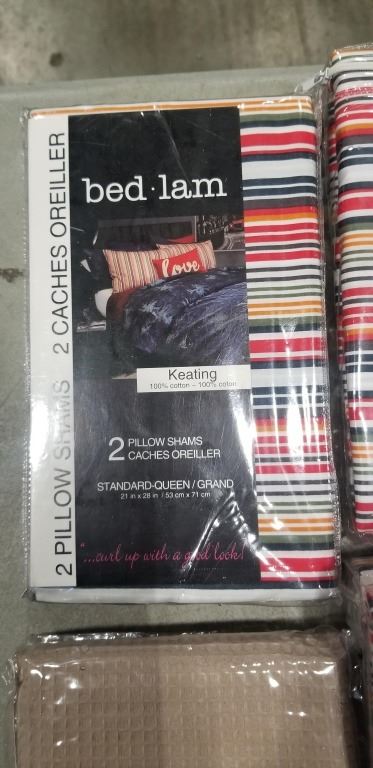 2 PILLOW SHAMS 2 CACHES OREILLER
bed·lam
love
Keating
100% cotton – 100% coton
2 PILLOW SHAMS
CACHES OREILLER
STANDARD-QUEEN / GRAND
21 in x 28 in / 53 cm x 71 cm
"...curl up with a good look!